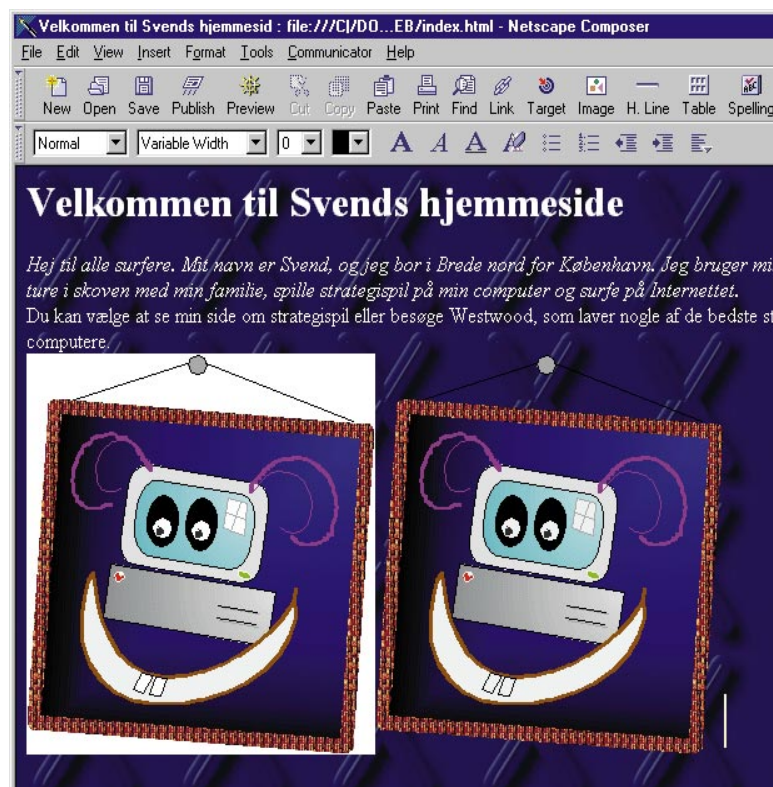 Velkommen til Svends hjemmesid : file:///C|/DO...EB/index.html - Netscape Composer
File Edit View Insert Format Tools Communicator Help
New Open Save Publish Preview Cut Copy Paste Print Find Link Target Image H. Line Table Spelling
Normal Variable Width 0 A A A
Velkommen til Svends hjemmeside
Hej til alle surfere. Mit navn er Svend, og jeg bor i Brede nord for København. Jeg bruger mi
ture i skoven med min familie, spille strategispil på min computer og surfe på Internettet.
Du kan vælge at se min side om strategispil eller besøge Westwood, som laver nogle af de bedste st
computere.